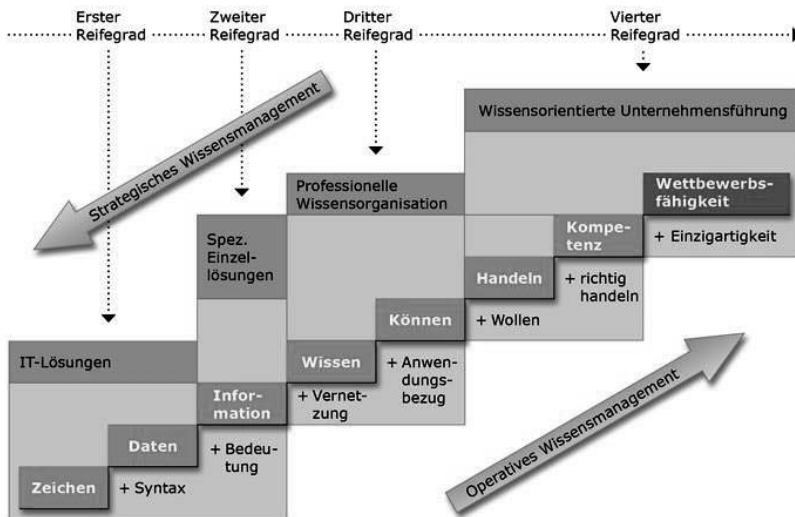 Erster
Reifegrad
Zweiter
Reifegrad
Dritter
Reifegrad
Vierter
Reifegrad
Strategisches Wissensmanagement
Wissensorientierte Unternehmensführung
Professionelle
Wissensorganisation
Wettbewerbs-
fähigkeit
Spez.
Einzel-
lösungen
Kompe-
tenz
+ Einzigartigkeit
Handeln
+ richtig
handeln
Können
+ Wollen
IT-Lösungen
Wissen
+ Anwen-
dungs-
bezug
Infor-
mation
+ Vernet-
zung
Daten
+ Bedeu-
tung
Zeichen
+ Syntax
Operatives Wissensmanagement